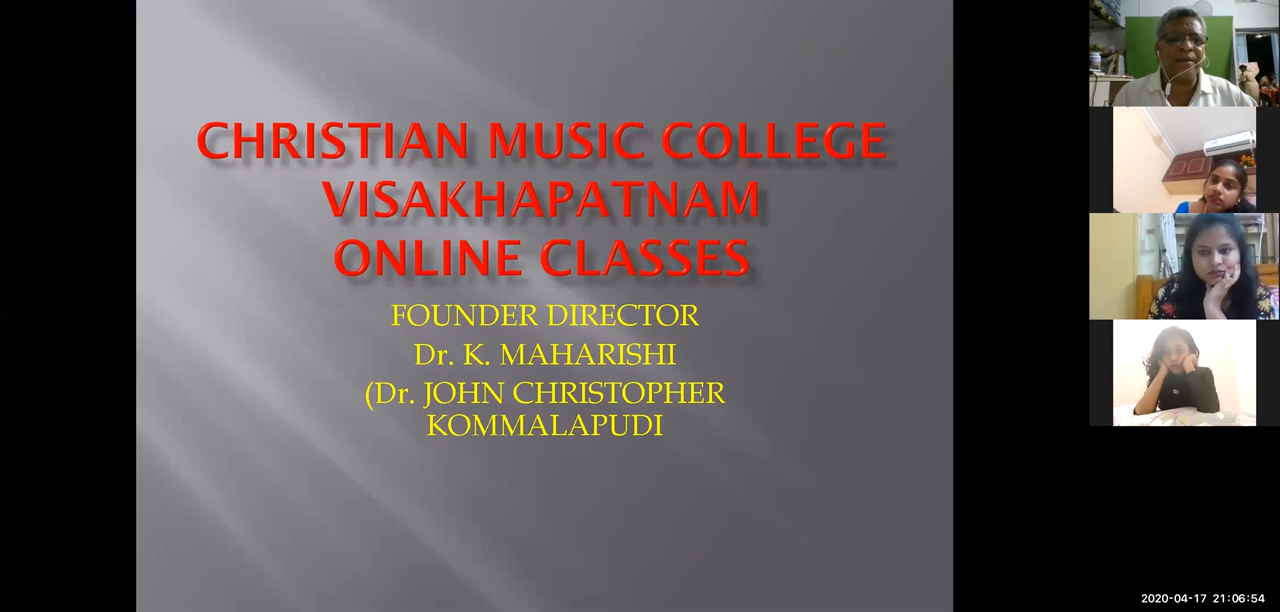 CHRISTIAN MUSIC COLLEGE
VISAKHAPATNAM
ONLINE CLASSES
FOUNDER DIRECTOR
Dr. K. MAHARISHI
(Dr. JOHN CHRISTOPHER
KOMMALAPUDI
2020-04-17 21:06:54